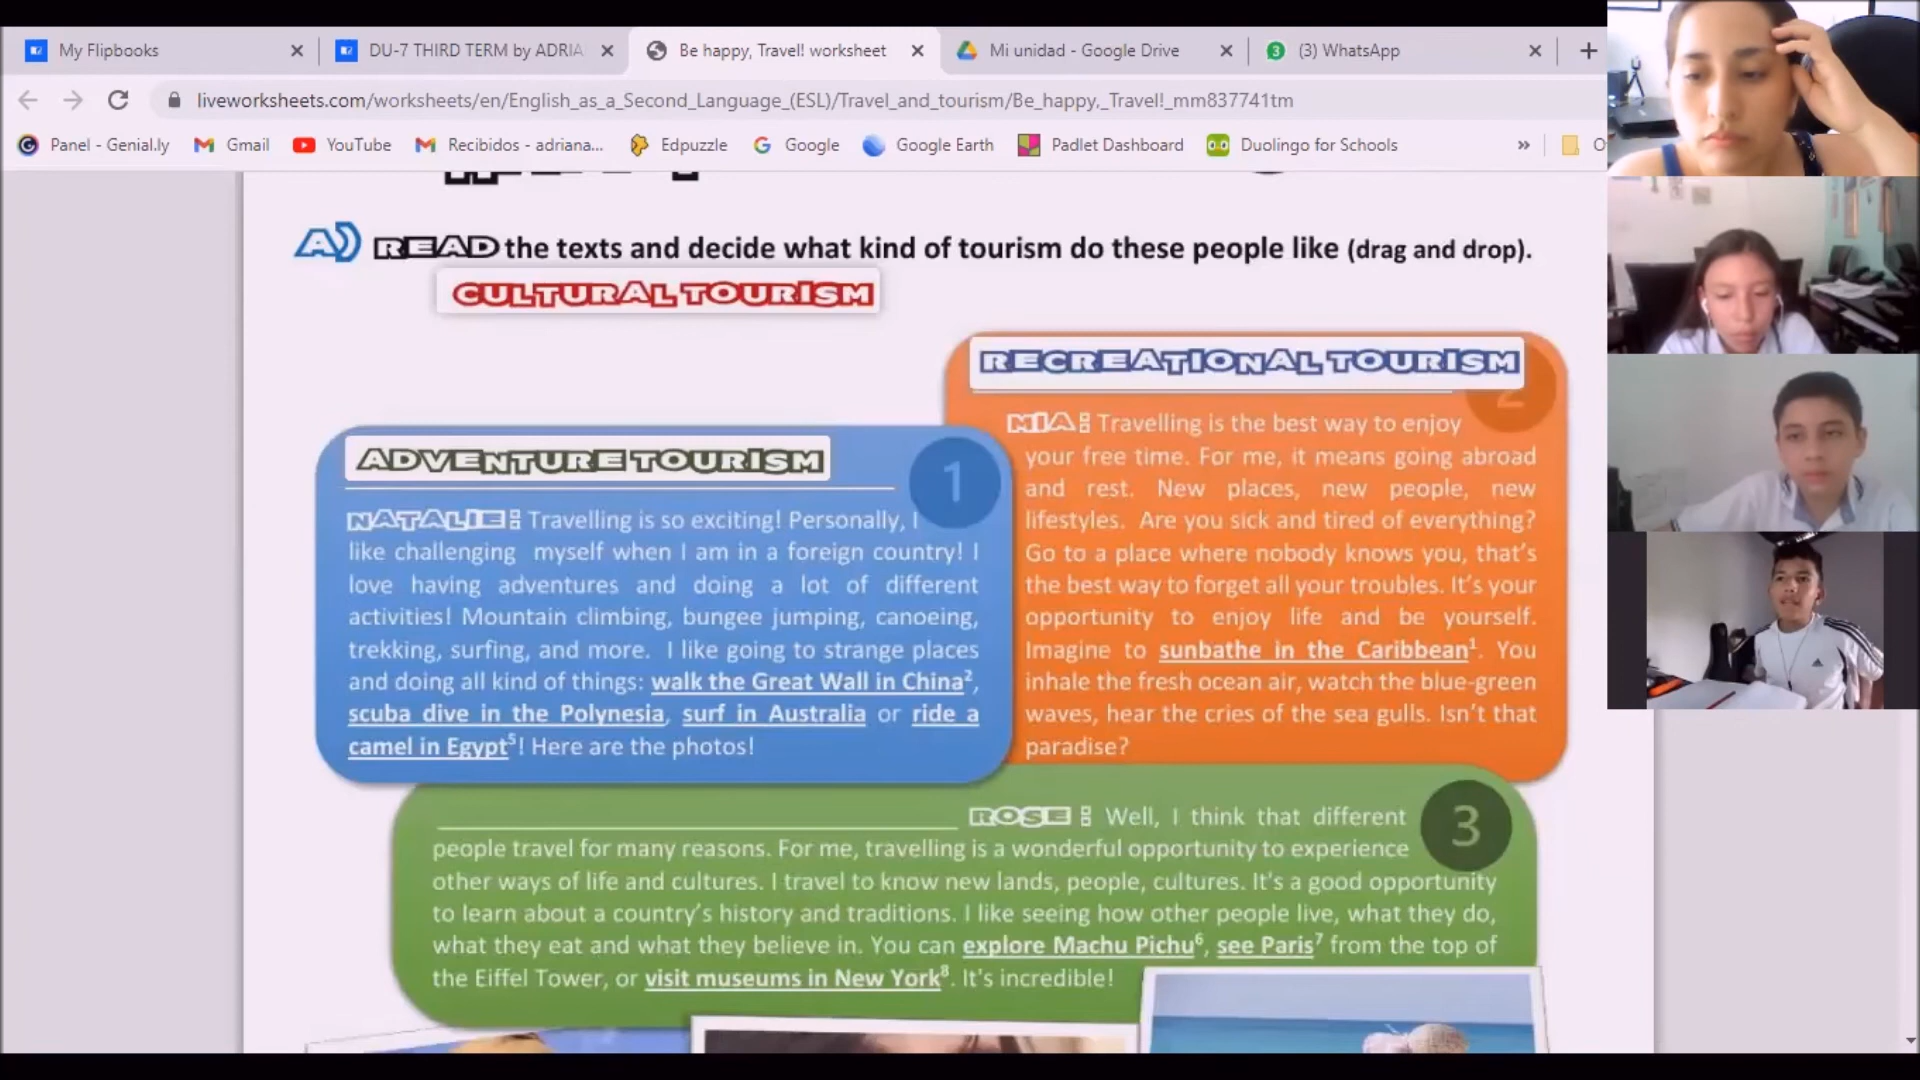 My Flipbooks
DU-7 THIRD TERM by ADRIA
Be happy, Travel! worksheet
Mi unidad - Google Drive
3
(3) WhatsApp
liveworksheets.com/worksheets/en/English_as_a_Second_Language_(ESL)/Travel_and_tourism/Be_happy,_Travel!_mm837741tm
Panel - Genial.ly
Gmail
YouTube
Recibidos - adriana...
Edpuzzle
Google
Google Earth
Padlet Dashboard
Duolingo for Schools
»
O
A) READ the texts and decide what kind of tourism do these people like (drag and drop).
CULTURAL TOURISM
RECREATIONAL TOURISM
2
MIA: Travelling is the best way to enjoy
your free time. For me, it means going abroad
and rest. New places, new people, new
lifestyles. Are you sick and tired of everything?
Go to a place where nobody knows you, that's
the best way to forget all your troubles. It's your
opportunity to enjoy life and be yourself.
Imagine to sunbathe in the Caribbean¹. You
inhale the fresh ocean air, watch the blue-green
waves, hear the cries of the sea gulls. Isn't that
paradise?
ADVENTURE TOURISM
1
NATALIE: Travelling is so exciting! Personally, I
like challenging myself when I am in a foreign country! I
love having adventures and doing a lot of different
activities! Mountain climbing, bungee jumping, canoeing,
trekking, surfing, and more. I like going to strange places
and doing all kind of things: walk the Great Wall in China²,
scuba dive in the Polynesia, surf in Australia or ride a
camel in Egypt⁵! Here are the photos!
3
ROSE: Well, I think that different
people travel for many reasons. For me, travelling is a wonderful opportunity to experience
other ways of life and cultures. I travel to know new lands, people, cultures. It's a good opportunity
to learn about a country's history and traditions. I like seeing how other people live, what they do,
what they eat and what they believe in. You can explore Machu Pichu⁶, see Paris⁷ from the top of
the Eiffel Tower, or visit museums in New York⁸. It's incredible!